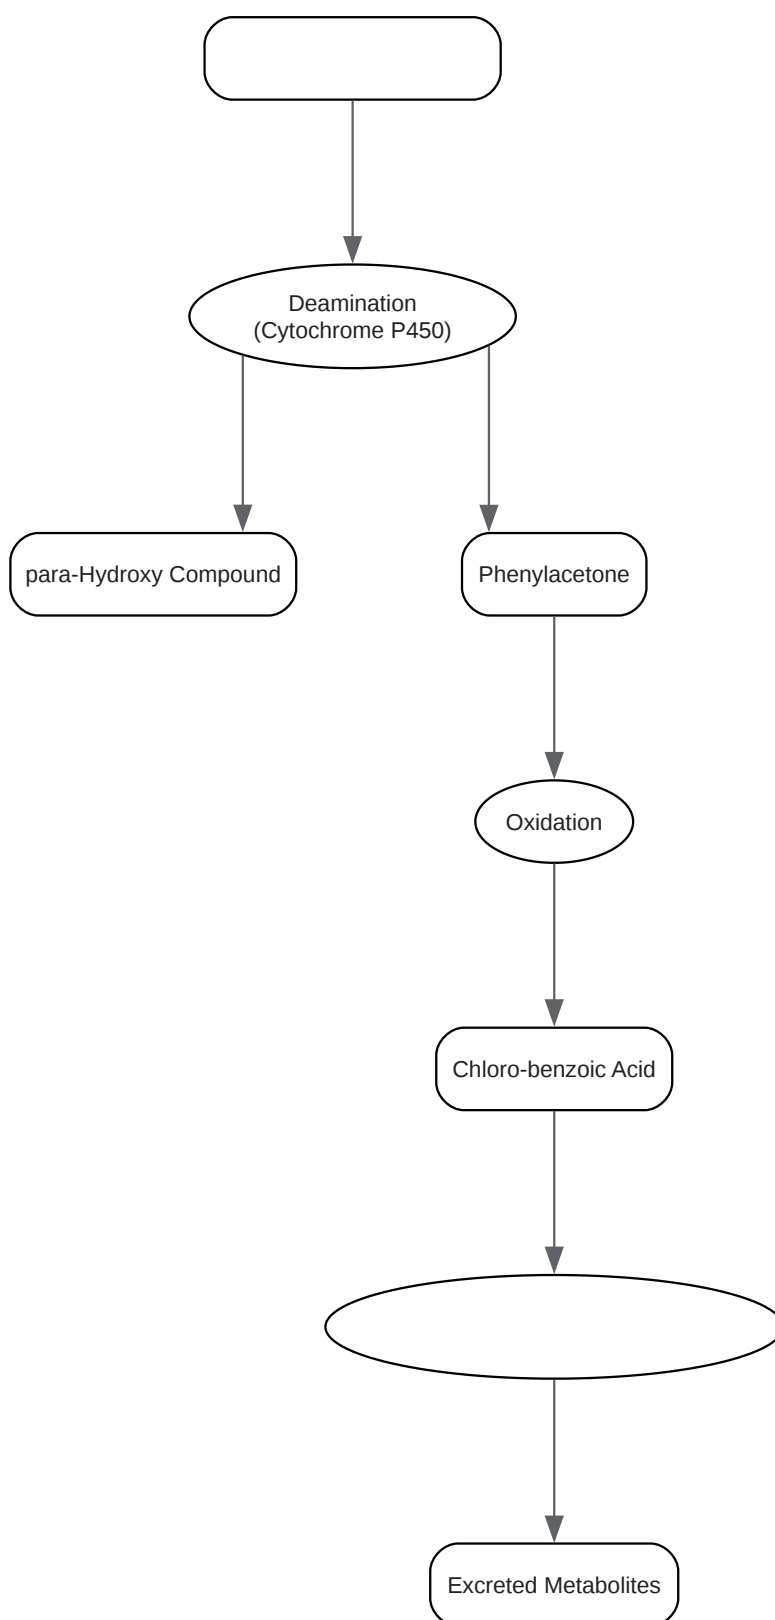 Deamination
(Cytochrome P450)
para-Hydroxy Compound
Phenylacetone
Oxidation
Chloro-benzoic Acid
Excreted Metabolites